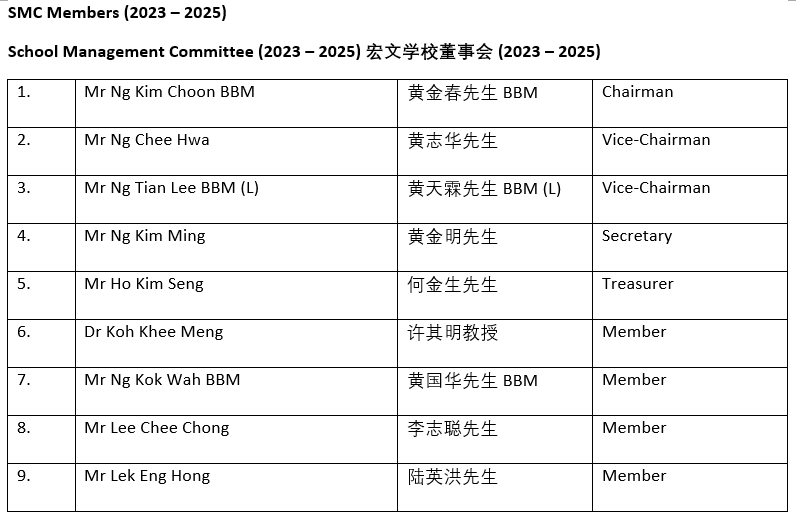 SMC Members (2023 – 2025)
School Management Committee (2023 – 2025) 宏文学校董事会 (2023 – 2025)
1. Mr Ng Kim Choon BBM 黄金春先生 BBM Chairman
2. Mr Ng Chee Hwa 黄志华先生 Vice-Chairman
3. Mr Ng Tian Lee BBM (L) 黄天霖先生 BBM (L) Vice-Chairman
4. Mr Ng Kim Ming 黄金明先生 Secretary
5. Mr Ho Kim Seng 何金生先生 Treasurer
6. Dr Koh Khee Meng 许其明教授 Member
7. Mr Ng Kok Wah BBM 黄国华先生 BBM Member
8. Mr Lee Chee Chong 李志聪先生 Member
9. Mr Lek Eng Hong 陆英洪先生 Member